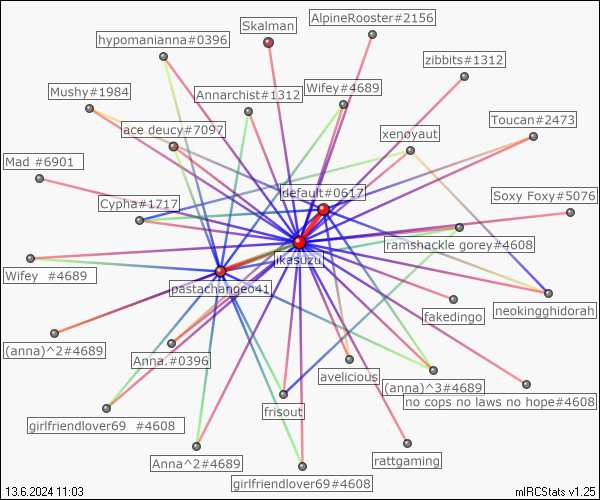 AlpineRooster#2156
Skalman
hypomanianna#0396
zibbits#1312
Mushy#1984
Annarchist#1312
Wifey#4689
Toucan#2473
ace deucy#7097
xenoyaut
Mad #6901
default#0617
Soxy Foxy#5076
Cypha#1717
ramshackle gorey#4608
ikasuzu
Wifey #4689
pastachangeo41
neokingghidorah
fakedingo
(anna)^2#4689
Anna.#0396
avelicious
(anna)^3#4689
no cops no laws no hope#4608
frisout
girlfriendlover69 #4608
Anna^2#4689
rattgaming
girlfriendlover69#4608
13.6.2024 11:03
mIRCStats v1.25